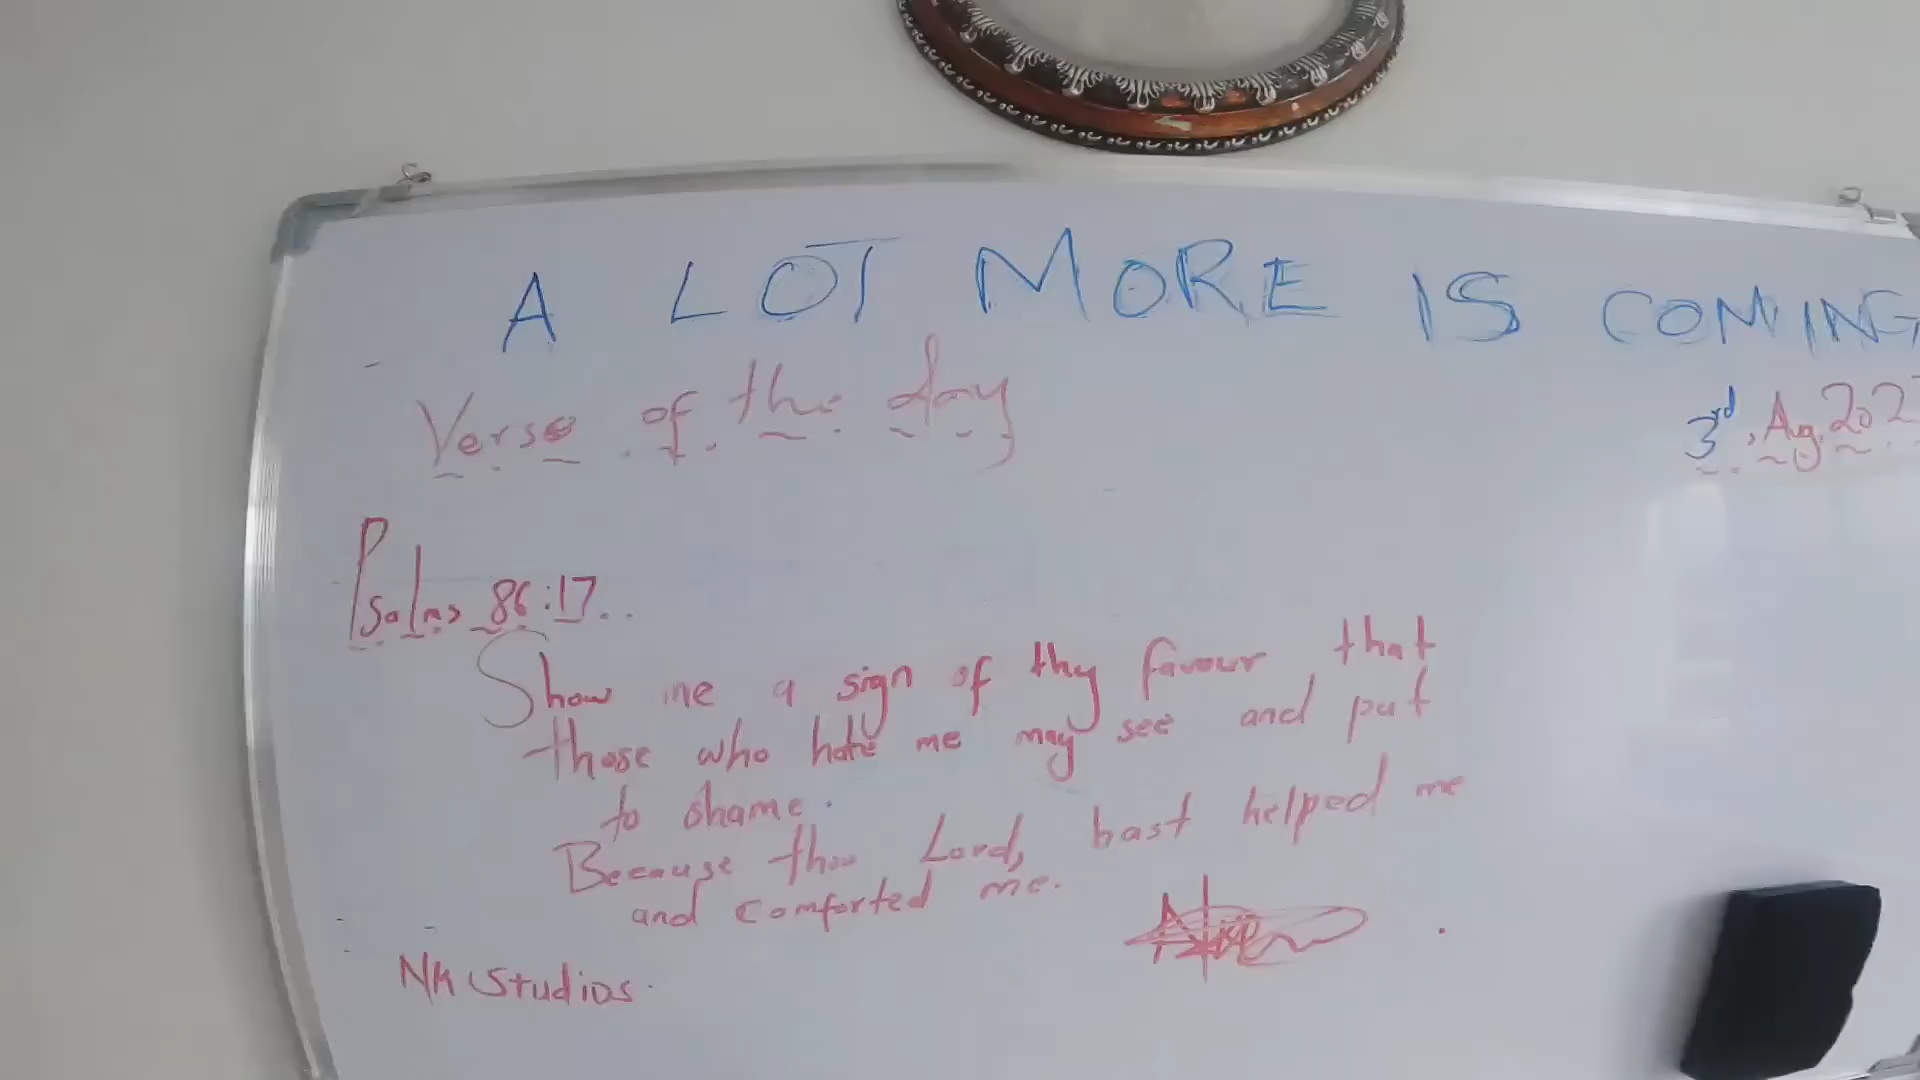 A LOT MORE IS COMING
Verse of the day
3rd, Aug, 202
Psalms 86:17..
Show me a sign of thy favour that
those who hate me may see and put
to shame.
Because thou Lord, hast helped me
and comforted me.
NK Studios.